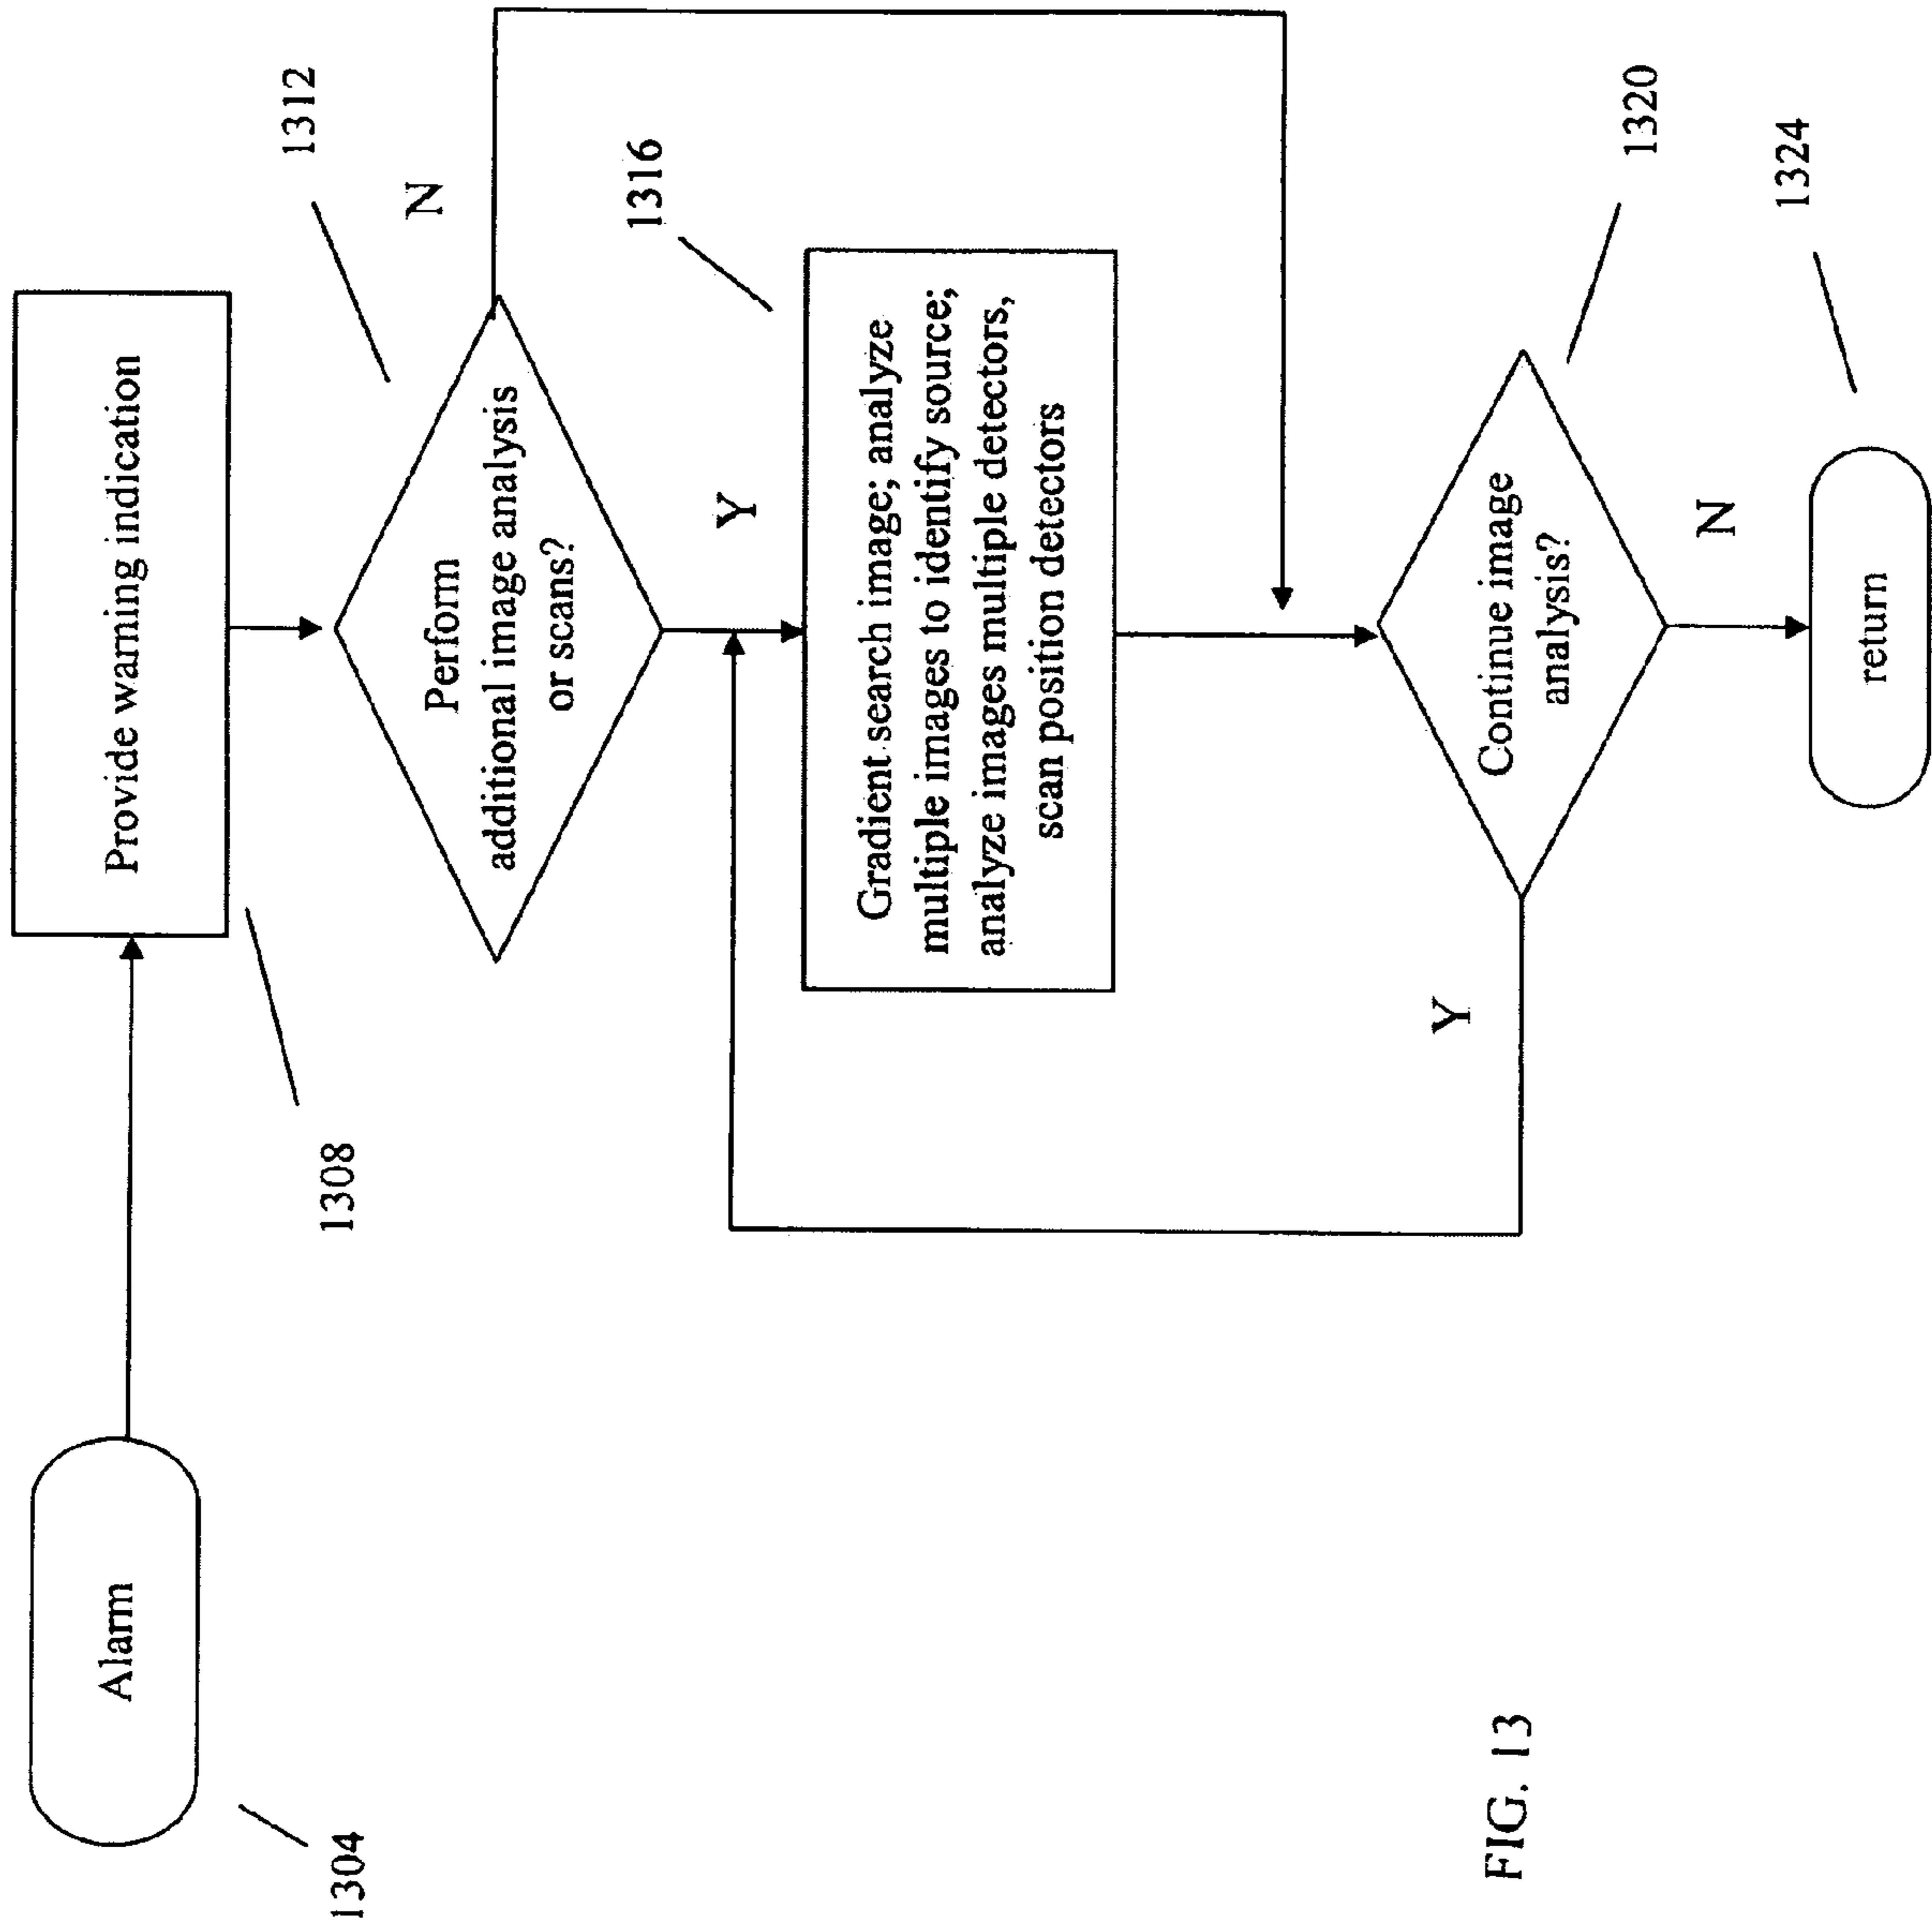 Alarm
1304
Provide warning indication
1308
Perform
additional image analysis
or scans?
1312
N
Y
Gradient search image; analyze
multiple images to identify source;
analyze images multiple detectors,
scan position detectors
1316
Continue image
analysis?
1320
Y
N
return
1324
FIG. 13